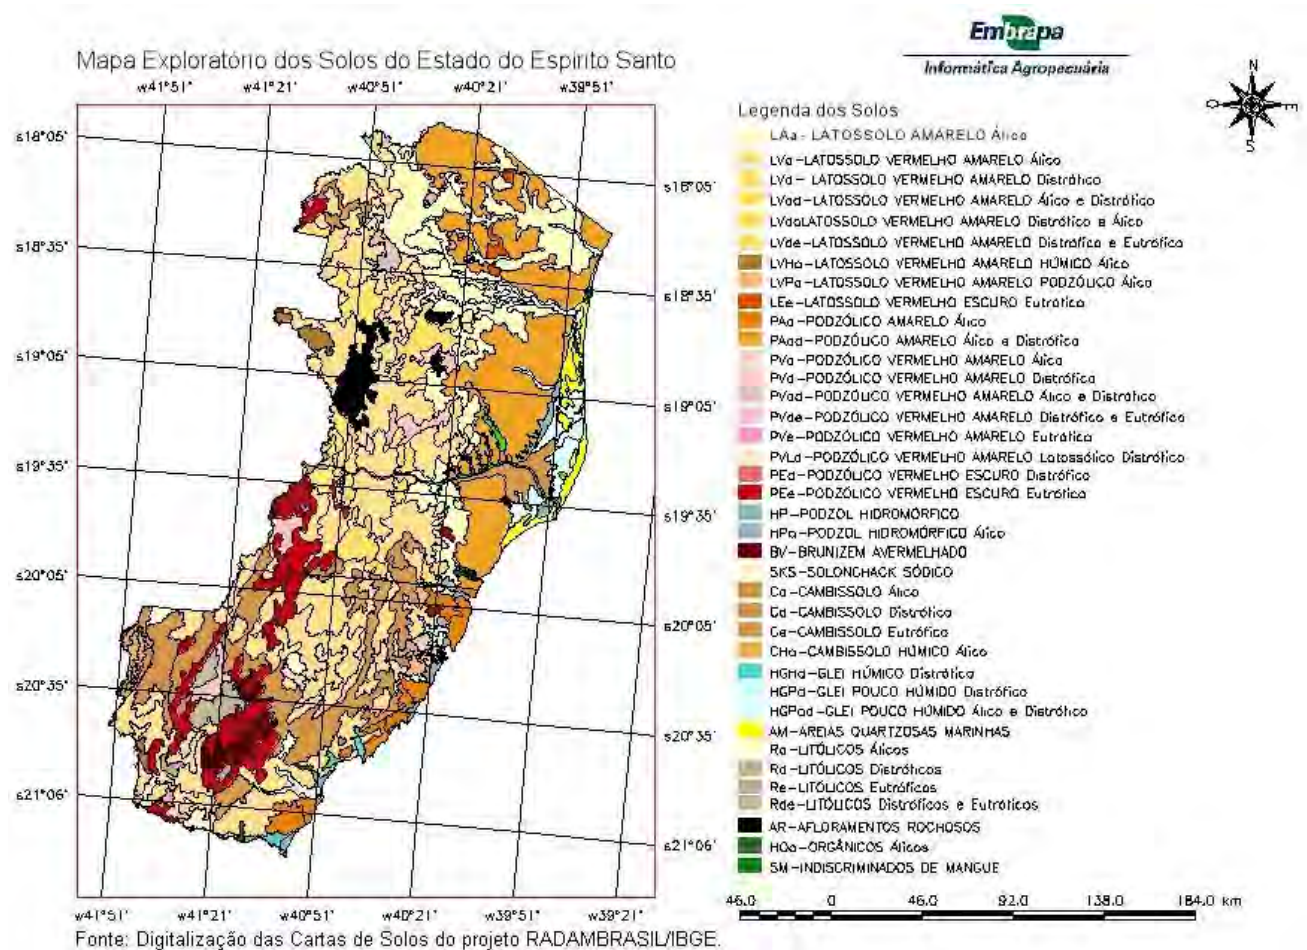 Embrapa
Informática Agropecuária
Mapa Exploratório dos Solos do Estado do Espírito Santo
w41°51' w41°21' w40°51' w40°21' w39°51'
N
O E
S
s18°05'
s18°35'
s19°05'
s19°35'
s20°05'
s20°35'
s21°06'
s18°05'
s18°35'
s19°05'
s19°35'
s20°05'
s20°35'
s21°06'
w41°51' w41°21' w40°51' w40°21' w39°51' w39°21'
Legenda dos Solos
LAa - LATOSSOLO AMARELO Álico
LVa-LATOSSOLO VERMELHO AMARELO Álico
LVd- LATOSSOLO VERMELHO AMARELO Distrófico
LVad-LATOSSOLO VERMELHO AMARELO Álico e Distrófico
LVdaLATOSSOLO VERMELHO AMARELO Distrófico e Álico
LVde-LATOSSOLO VERMELHO AMARELO Distrófico e Eutrófico
LVHa-LATOSSOLO VERMELHO AMARELO HÚMICO Álico
LVPa-LATOSSOLO VERMELHO AMARELO PODZÓLICO Álico
LEe-LATOSSOLO VERMELHO ESCURO Eutrófico
PAa-PODZÓLICO AMARELO Álico
PAad-PODZÓLICO AMARELO Álico e Distrófico
PVa-PODZÓLICO VERMELHO AMARELO Álico
PVd-PODZÓLICO VERMELHO AMARELO Distrófico
PVad-PODZÓLICO VERMELHO AMARELO Álico e Distrófico
PVde-PODZÓLICO VERMELHO AMARELO Distrófico e Eutrófico
PVe-PODZÓLICO VERMELHO AMARELO Eutrófico
PVLd-PODZÓLICO VERMELHO AMARELO Latossólico Distrófico
PEd-PODZÓLICO VERMELHO ESCURO Distrófico
PEe-PODZÓLICO VERMELHO ESCURO Eutrófico
HP-PODZOL HIDROMÓRFICO
HPa-PODZOL HIDROMÓRFICO Álico
BV-BRUNIZEM AVERMELHADO
SKS-SOLONCHACK SÓDICO
Ca-CAMBISSOLO Álico
Cd-CAMBISSOLO Distrófico
Ce-CAMBISSOLO Eutrófico
CHa-CAMBISSOLO HÚMICO Álico
HGHd-GLEI HÚMICO Distrófico
HGPd-GLEI POUCO HÚMIDO Distrófico
HGPad-GLEI POUCO HÚMIDO Álico e Distrófico
AM-AREIAS QUARTZOSAS MARINHAS
Ra-LITÓLICOS Álicos
Rd-LITÓLICOS Distróficos
Re-LITÓLICOS Eutróficos
Rde-LITÓLICOS Distróficos e Eutróficos
AR-AFLORAMENTOS ROCHOSOS
HOa-ORGÂNICOS Álicos
SM-INDISCRIMINADOS DE MANGUE
46.0 0 46.0 92.0 138.0 184.0 km
Fonte: Digitalização das Cartas de Solos do projeto RADAMBRASIL/IBGE.